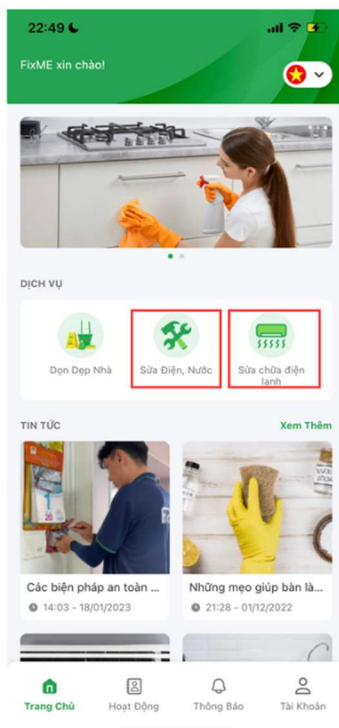 22:49
FixME xin chào!
DỊCH VỤ
Dọn Dẹp Nhà
Sửa Điện, Nước
Sửa chữa điện
lạnh
TIN TỨC
Xem Thêm
Các biện pháp an toàn ...
14:03 - 18/01/2023
Những mẹo giúp bàn là...
21:28 - 01/12/2022
Trang Chủ
Hoạt Động
Thông Báo
Tài Khoản